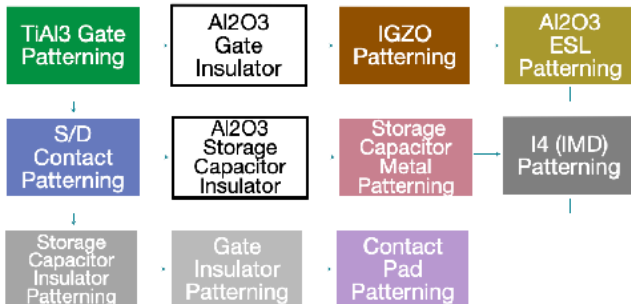 TiAl3 Gate
Patterning
Al2O3
Gate
Insulator
IGZO
Patterning
Al2O3
ESL
Patterning
S/D
Contact
Patterning
Al2O3
Storage
Capacitor
Insulator
Storage
Capacitor
Metal
Patterning
I4 (IMD)
Patterning
Storage
Capacitor
Insulator
Patterning
Gate
Insulator
Patterning
Contact
Pad
Patterning